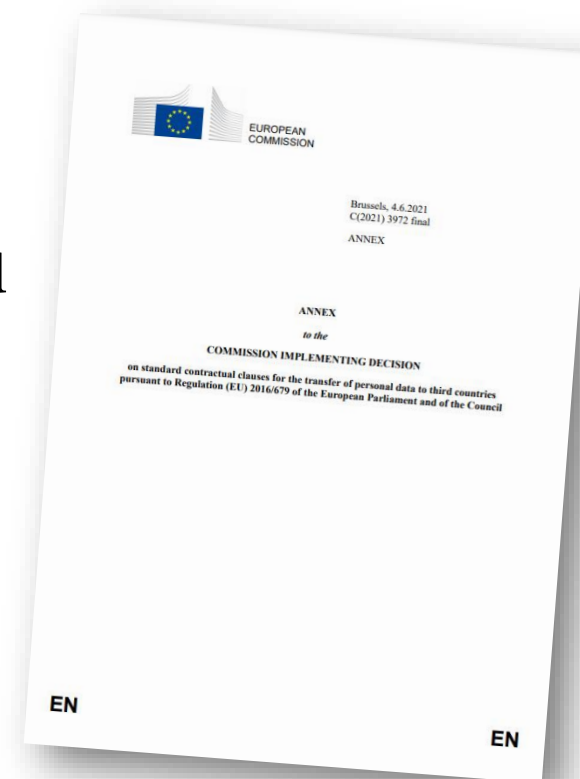 EUROPEAN
COMMISSION
Brussels, 4.6.2021
C(2021) 3972 final
ANNEX
ANNEX
to the
COMMISSION IMPLEMENTING DECISION
on standard contractual clauses for the transfer of personal data to third countries
pursuant to Regulation (EU) 2016/679 of the European Parliament and of the Council
EN
EN